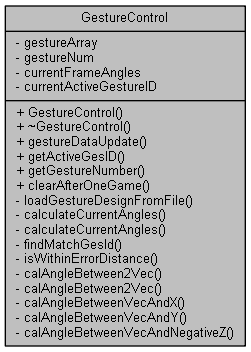 GestureControl
- gestureArray
- gestureNum
- currentFrameAngles
- currentActiveGestureID
+ GestureControl()
+ ~GestureControl()
+ gestureDataUpdate()
+ getActiveGesID()
+ getGestureNumber()
+ clearAfterOneGame()
- loadGestureDesignFromFile()
- calculateCurrentAngles()
- calculateCurrentAngles()
- findMatchGesId()
- isWithinErrorDistance()
- calAngleBetween2Vec()
- calAngleBetween2Vec()
- calAngleBetweenVecAndX()
- calAngleBetweenVecAndY()
- calAngleBetweenVecAndNegativeZ()